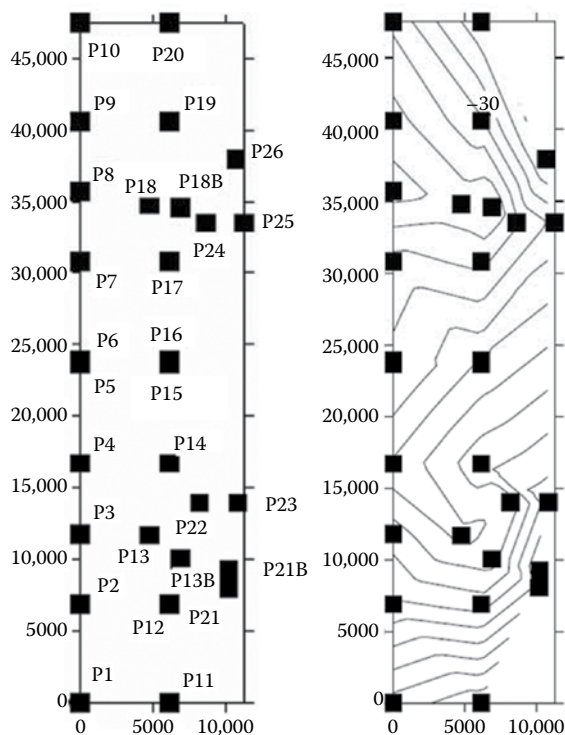 P10 P20
45,000
P9 P19
40,000
P26
P8
P18 P18B
35,000
P25
P24
30,000
P7 P17
P6 P16
25,000
P5 P15
20,000
P4 P14
15,000
P3 P23
P22
P13
10,000
P13B P21B
P2
P12 P21
5000
P1 P11
0
0 5000 10,000
45,000
–30
40,000
35,000
30,000
25,000
20,000
15,000
10,000
5000
0
0 5000 10,000